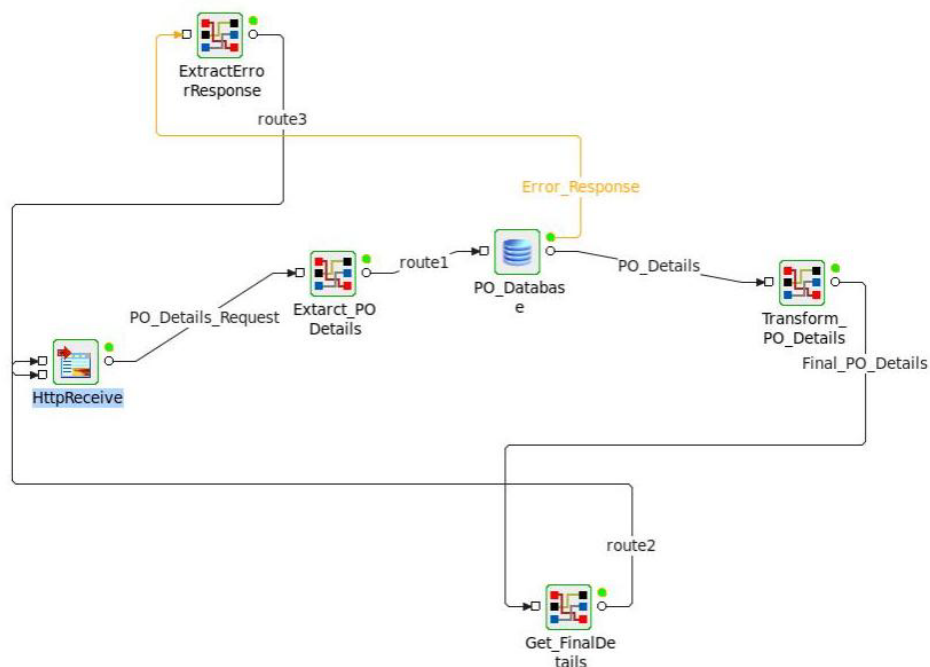 ExtractErro
rResponse
route3
Error_Response
route1
PO_Details
PO_Databas
e
Extarct_PO
Details
PO_Details_Request
Transform_
PO_Details
Final_PO_Details
HttpReceive
route2
Get_FinalDe
tails